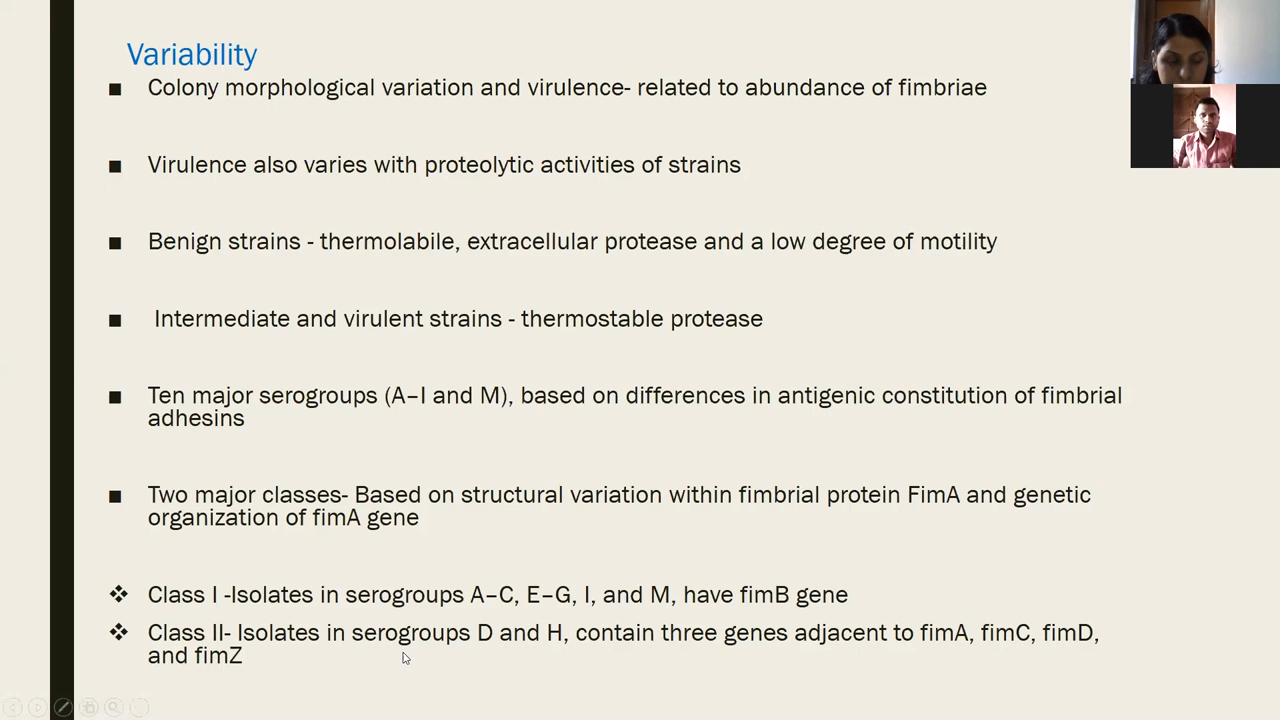 Variability
■ Colony morphological variation and virulence- related to abundance of fimbriae
■ Virulence also varies with proteolytic activities of strains
■ Benign strains - thermolabile, extracellular protease and a low degree of motility
■ Intermediate and virulent strains - thermostable protease
■ Ten major serogroups (A–I and M), based on differences in antigenic constitution of fimbrial
adhesins
■ Two major classes- Based on structural variation within fimbrial protein FimA and genetic
organization of fimA gene
❖ Class I -Isolates in serogroups A–C, E–G, I, and M, have fimB gene
❖ Class II- Isolates in serogroups D and H, contain three genes adjacent to fimA, fimC, fimD,
and fimZ